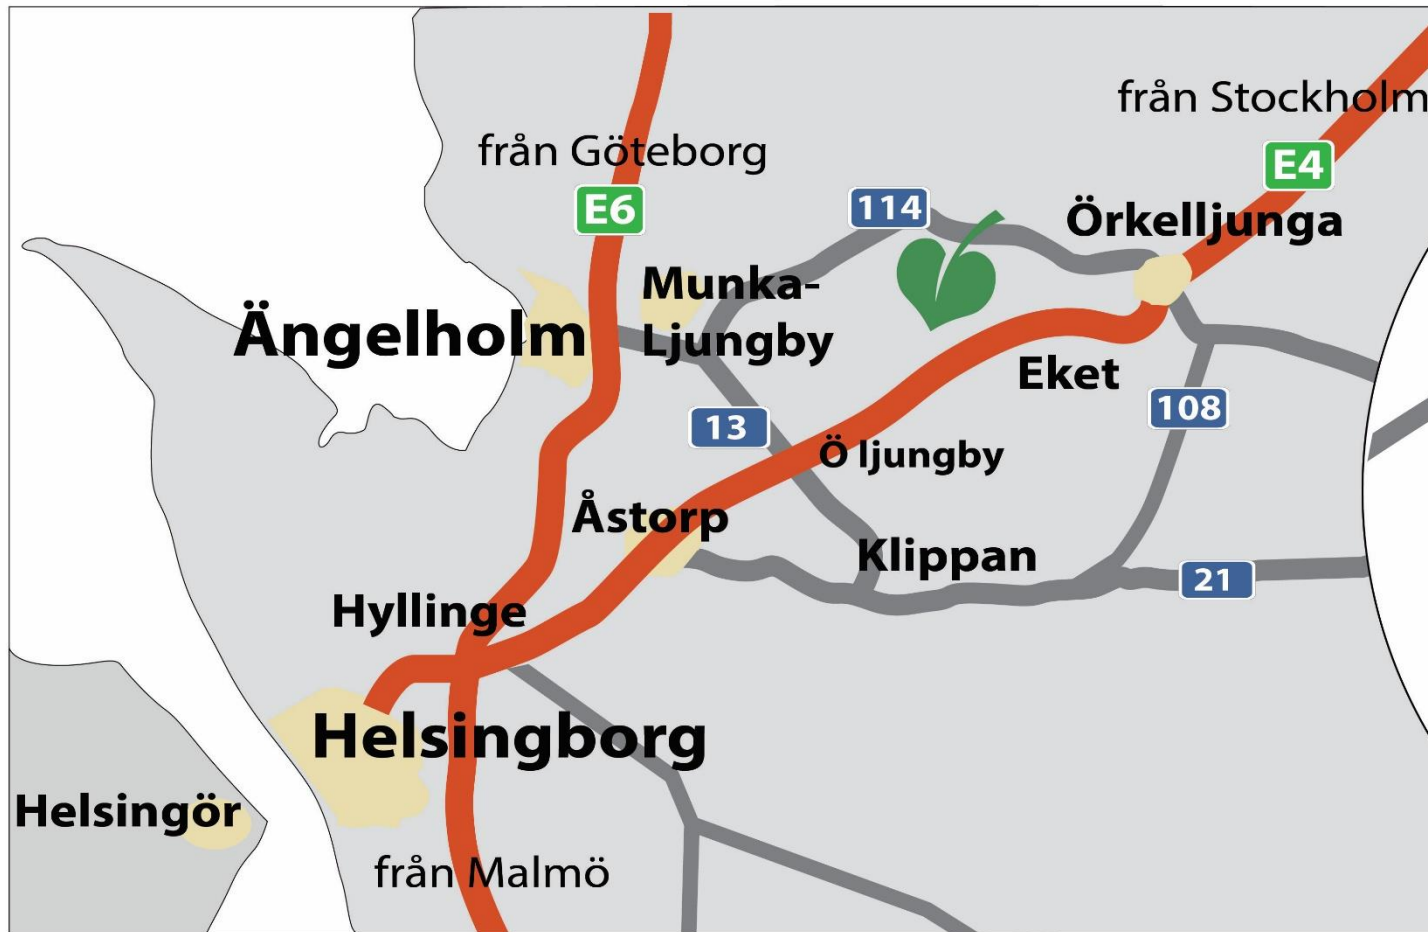 från Stockholm
från Göteborg
E4
E6
114
Örkelljunga
Munka-
Ljungby
Ängelholm
Eket
108
13
Ö ljungby
Åstorp
Klippan
21
Hyllinge
Helsingborg
Helsingör
från Malmö